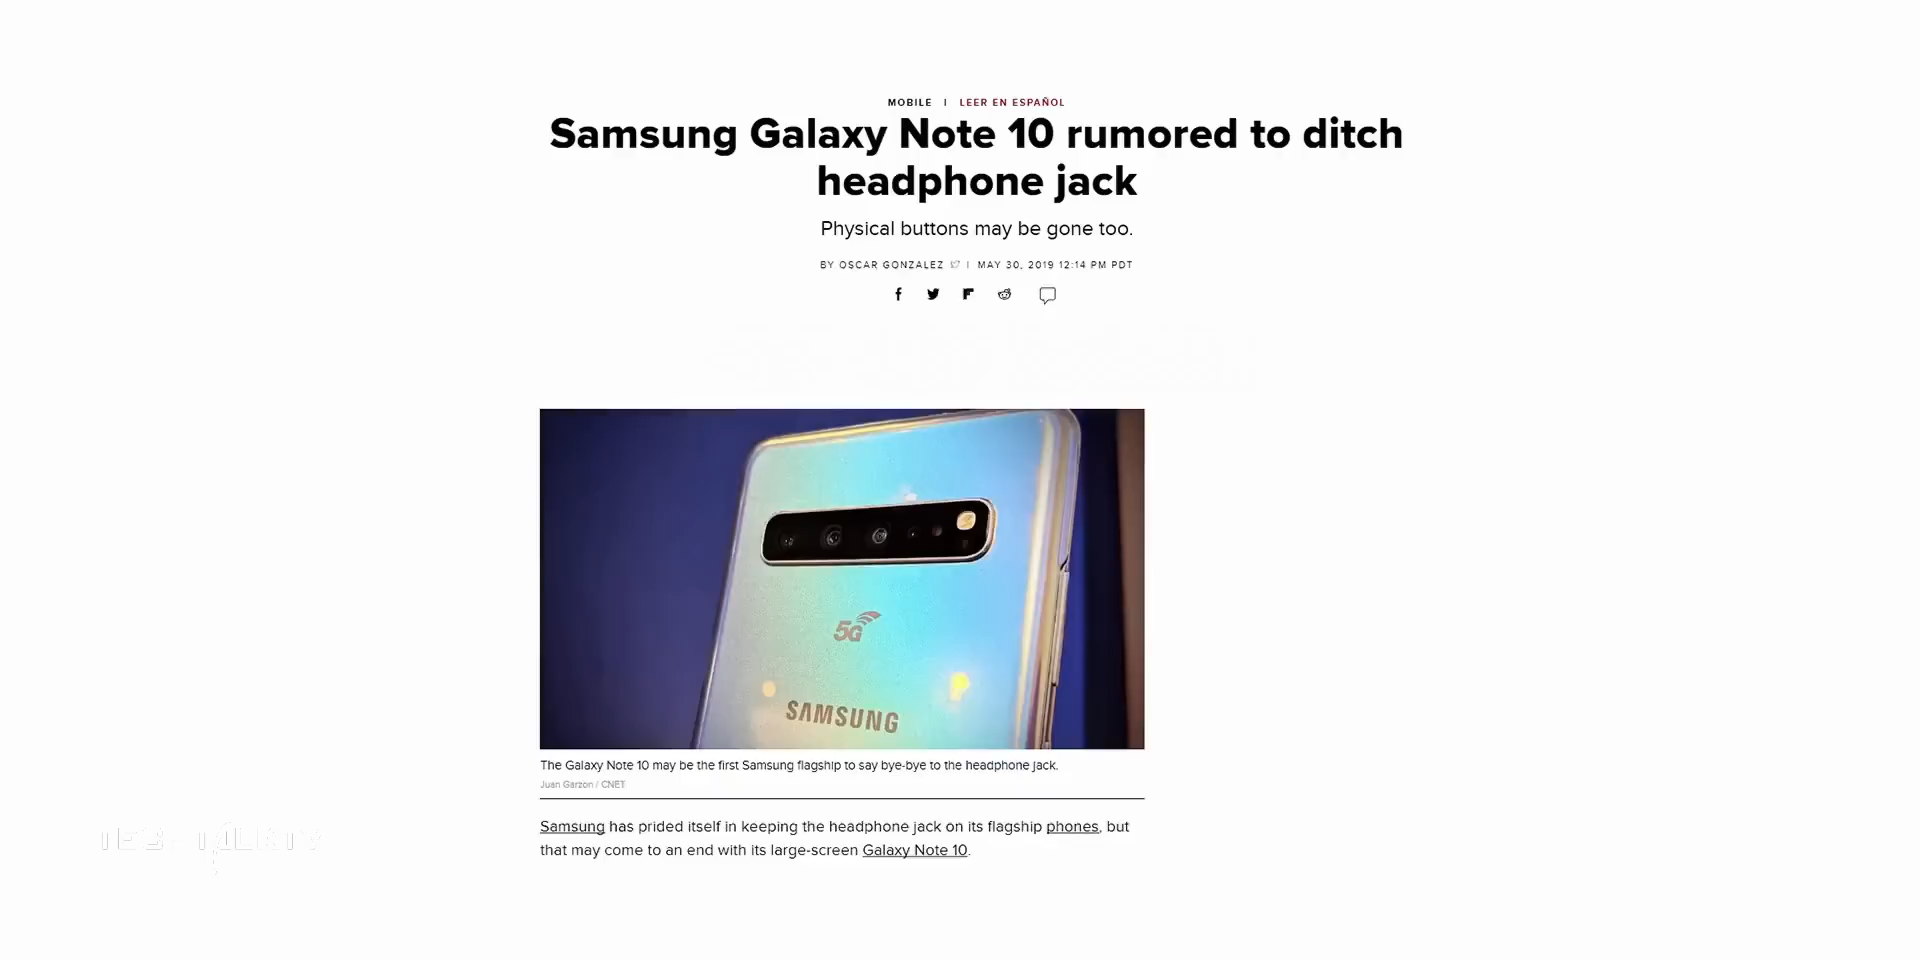 MOBILE | LEER EN ESPAÑOL
Samsung Galaxy Note 10 rumored to ditch
headphone jack
Physical buttons may be gone too.
BY OSCAR GONZALEZ | MAY 30, 2019 12:14 PM PDT
5G
SAMSUNG
The Galaxy Note 10 may be the first Samsung flagship to say bye-bye to the headphone jack.
Juan Garzon / CNET
Samsung has prided itself in keeping the headphone jack on its flagship phones, but
that may come to an end with its large-screen Galaxy Note 10.